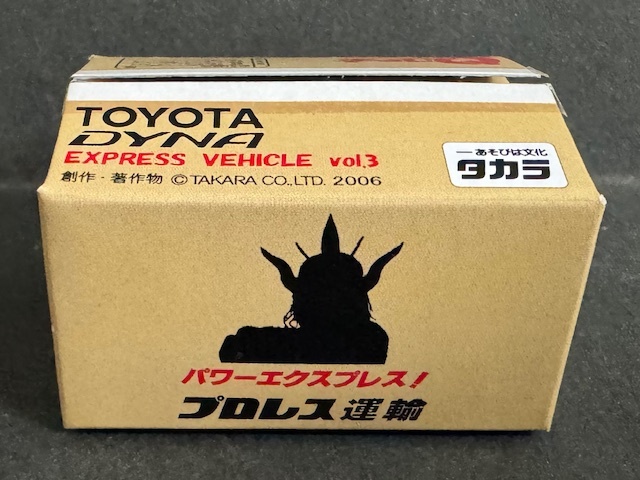 TOYOTA
DYNA
EXPRESS VEHICLE vol.3
創作・著作物 ©TAKARA CO.,LTD. 2006
あそびは文化
タカラ
パワーエクスプレス!
プロレス運輸